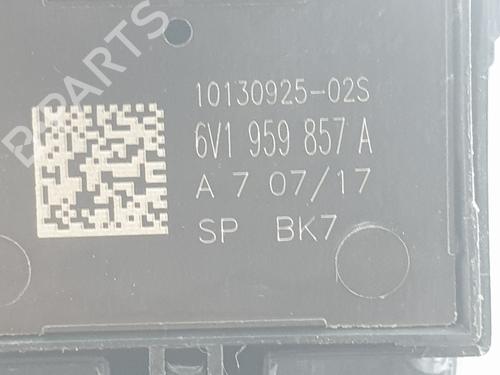 B-PARTS
10130925-02S
6V1 959 857 A
A 7 07/17
SP BK7